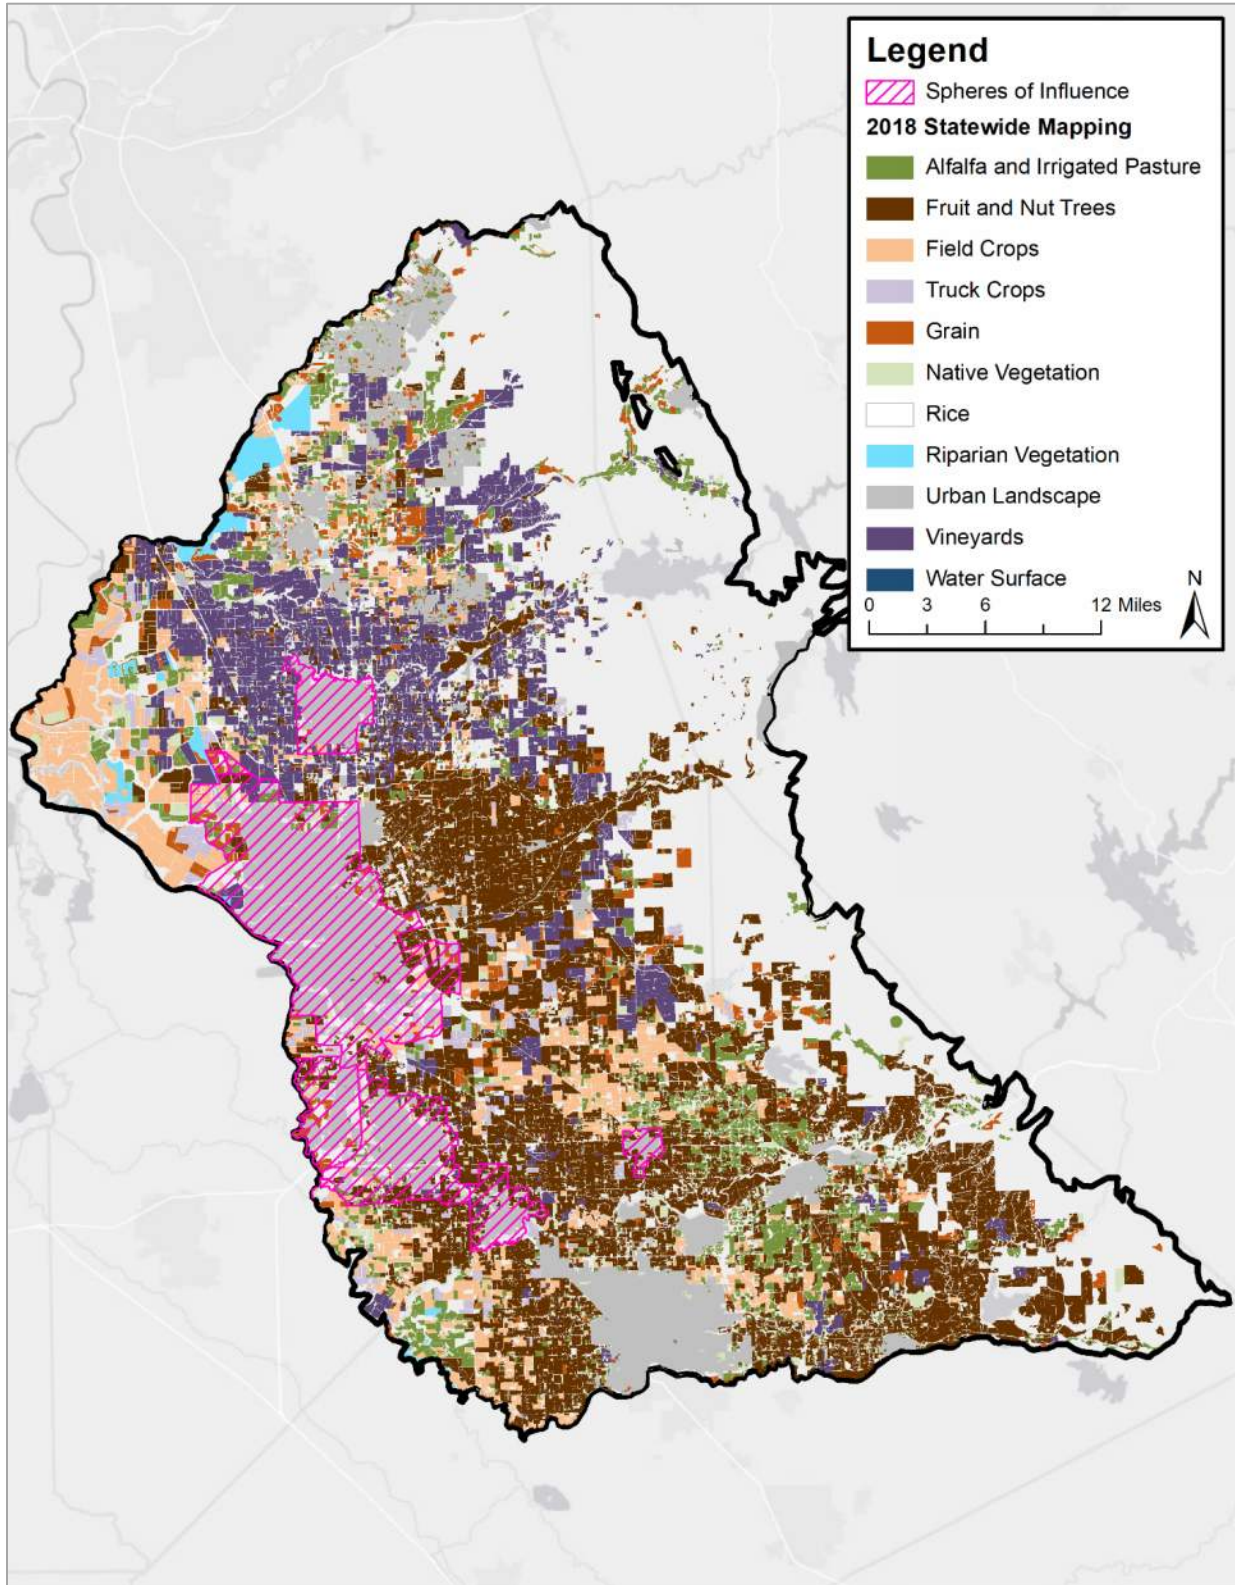 Legend
Spheres of Influence
2018 Statewide Mapping
Alfalfa and Irrigated Pasture
Fruit and Nut Trees
Field Crops
Truck Crops
Grain
Native Vegetation
Rice
Riparian Vegetation
Urban Landscape
Vineyards
Water Surface
N
0 3 6 12 Miles